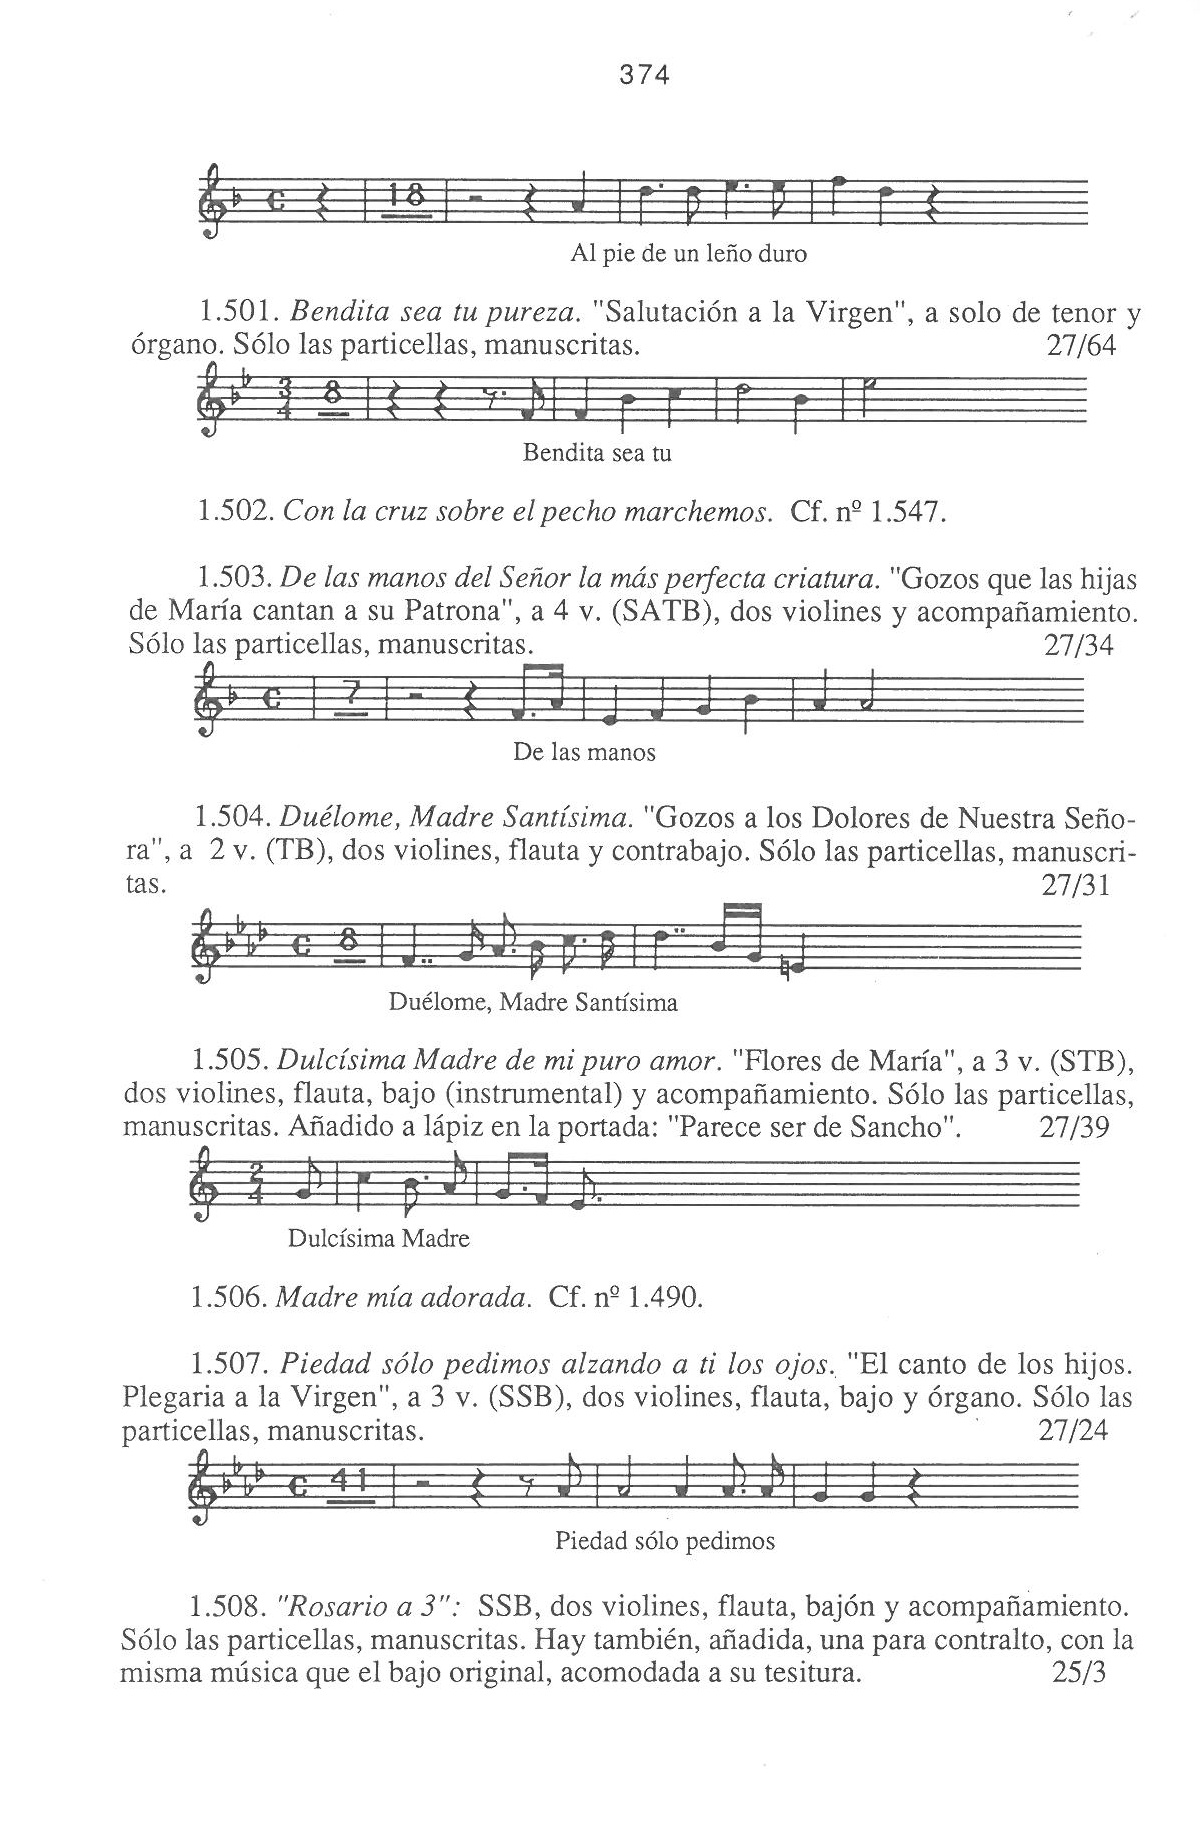 374
18
Al pie de un leño duro
1.501. Bendita sea tu pureza. "Salutación a la Virgen", a solo de tenor y
órgano. Sólo las particellas, manuscritas. 27/64
3/4 8
Bendita sea tu
1.502. Con la cruz sobre el pecho marchemos. Cf. nº 1.547.
1.503. De las manos del Señor la más perfecta criatura. "Gozos que las hijas
de María cantan a su Patrona", a 4 v. (SATB), dos violines y acompañamiento.
Sólo las particellas, manuscritas. 27/34
7
De las manos
1.504. Duélome, Madre Santísima. "Gozos a los Dolores de Nuestra Seño-
ra", a 2 v. (TB), dos violines, flauta y contrabajo. Sólo las particellas, manuscri-
tas. 27/31
8
Duélome, Madre Santísima
1.505. Dulcísima Madre de mi puro amor. "Flores de María", a 3 v. (STB),
dos violines, flauta, bajo (instrumental) y acompañamiento. Sólo las particellas,
manuscritas. Añadido a lápiz en la portada: "Parece ser de Sancho". 27/39
2/4
Dulcísima Madre
1.506. Madre mía adorada. Cf. nº 1.490.
1.507. Piedad sólo pedimos alzando a ti los ojos. "El canto de los hijos.
Plegaria a la Virgen", a 3 v. (SSB), dos violines, flauta, bajo y órgano. Sólo las
particellas, manuscritas. 27/24
41
Piedad sólo pedimos
1.508. "Rosario a 3": SSB, dos violines, flauta, bajón y acompañamiento.
Sólo las particellas, manuscritas. Hay también, añadida, una para contralto, con la
misma música que el bajo original, acomodada a su tesitura. 25/3